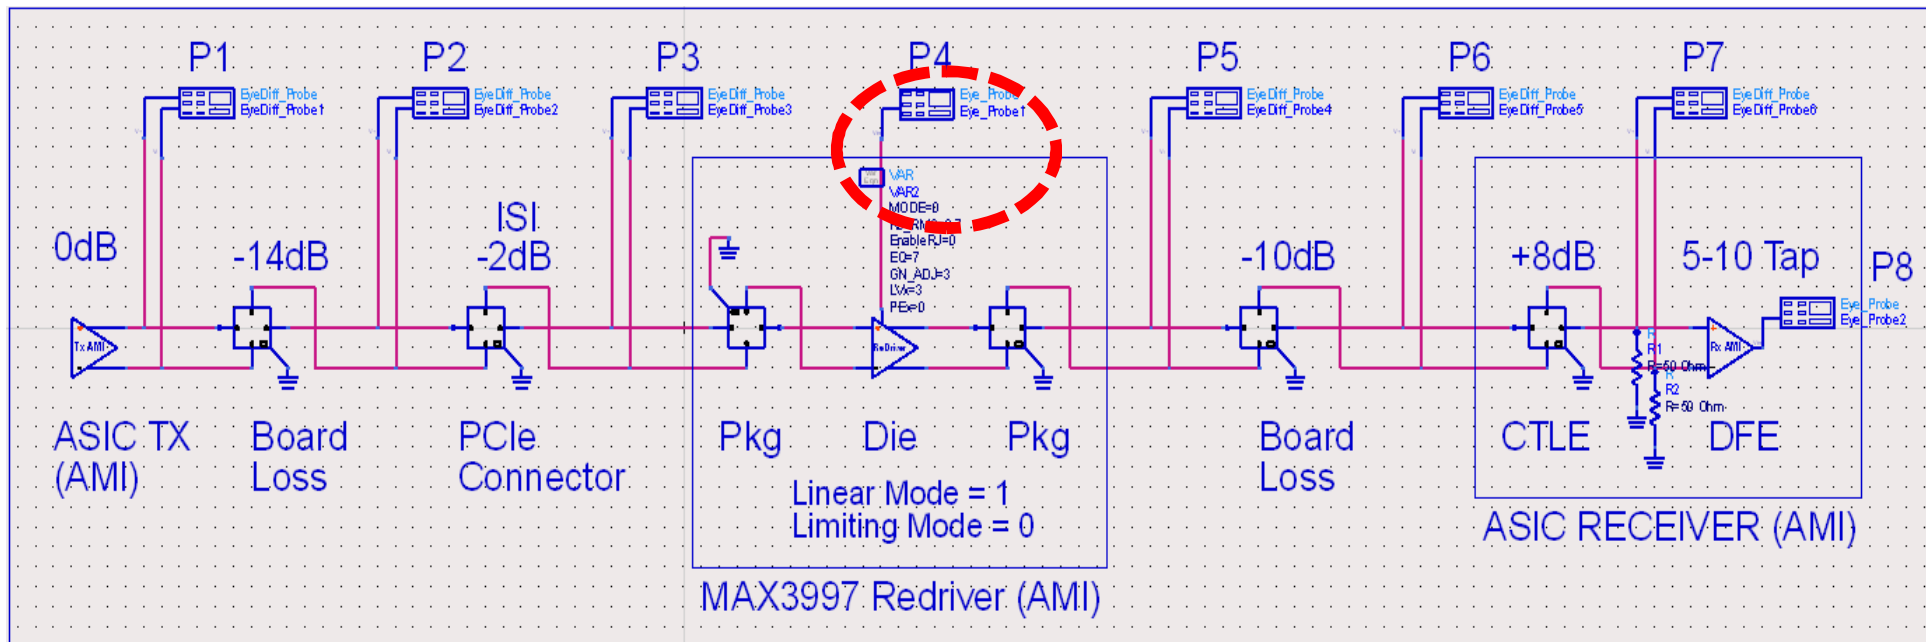 P1
P2
P3
P4
P5
P6
P7
EyeDiff_Probe
EyeDiff_Probe1
EyeDiff_Probe
EyeDiff_Probe2
EyeDiff_Probe
EyeDiff_Probe3
Eye_Probe
Eye_Probe1
EyeDiff_Probe
EyeDiff_Probe4
EyeDiff_Probe
EyeDiff_Probe5
EyeDiff_Probe
EyeDiff_Probe6
VAR
VAR2
MODE=0
EnableRJ=0
EQ=7
GN_ADJ=3
LVx=3
PEx=0
0dB
-14dB
ISI
-2dB
-10dB
+8dB
5-10 Tap
P8
Eye_Probe
Eye_Probe2
Tx AMI
ReDriver
Rx AMI
R
R1
R=50 Ohm
R
R2
R=50 Ohm
ASIC TX
(AMI)
Board
Loss
PCIe
Connector
Pkg
Die
Pkg
Board
Loss
CTLE
DFE
Linear Mode = 1
Limiting Mode = 0
MAX3997 Redriver (AMI)
ASIC RECEIVER (AMI)